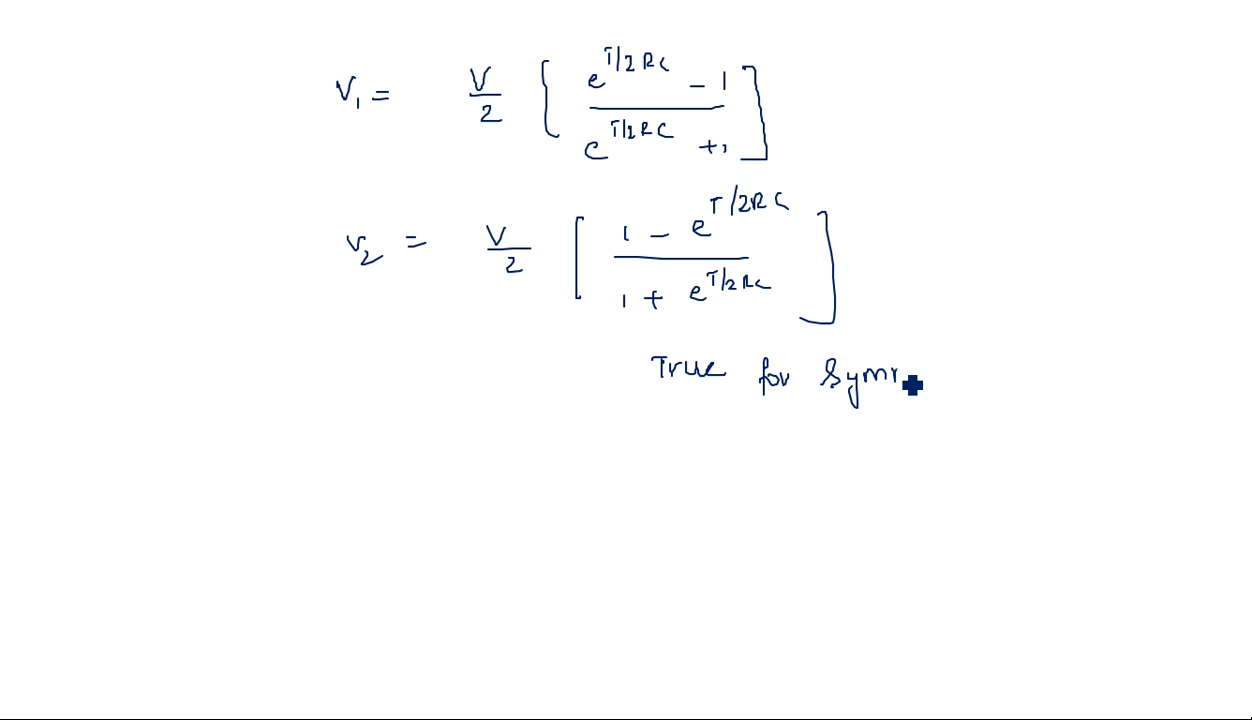 V₁ = V/2 [ (e^(T/2RC) - 1) / (e^(T/2RC) + 1) ]
V₂ = V/2 [ (1 - e^(T/2RC)) / (1 + e^(T/2RC)) ]
True for